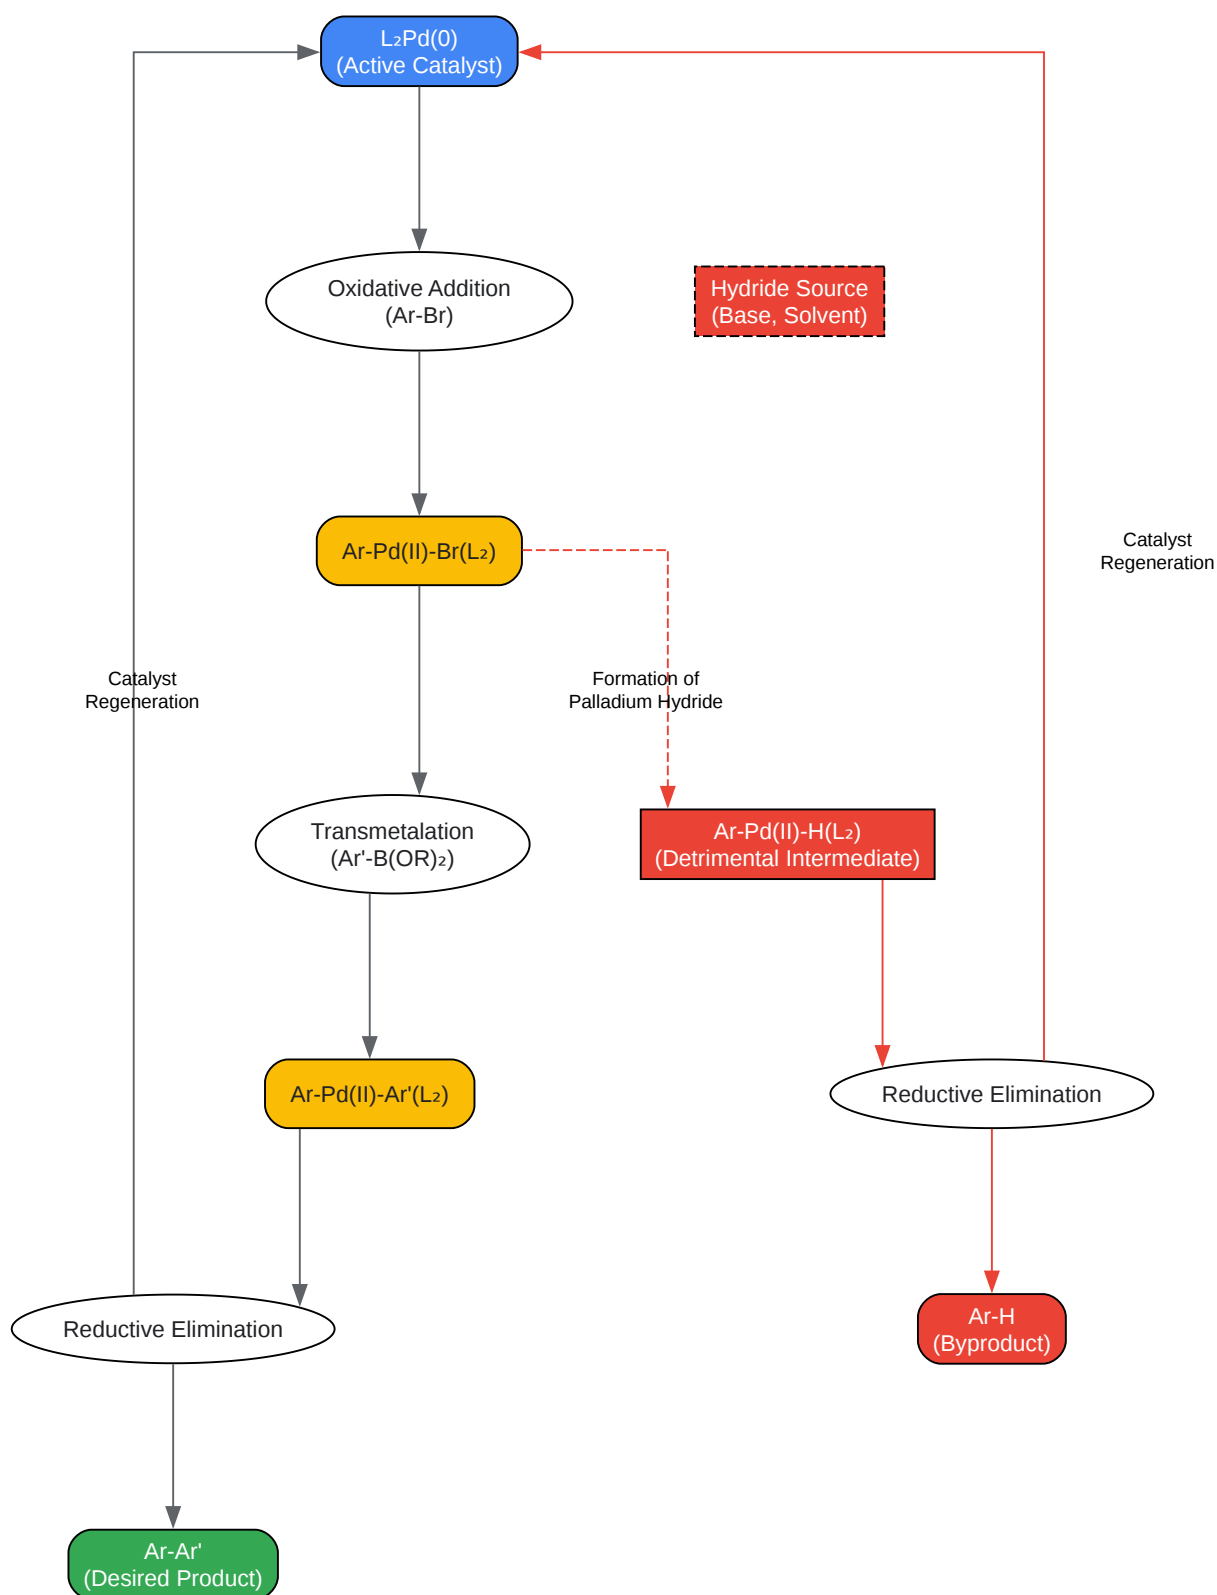 L₂Pd(0)
(Active Catalyst)
Oxidative Addition
(Ar-Br)
Hydride Source
(Base, Solvent)
Ar-Pd(II)-Br(L₂)
Catalyst
Regeneration
Catalyst
Regeneration
Formation of
Palladium Hydride
Transmetalation
(Ar'-B(OR)₂)
Ar-Pd(II)-H(L₂)
(Detrimental Intermediate)
Ar-Pd(II)-Ar'(L₂)
Reductive Elimination
Reductive Elimination
Ar-H
(Byproduct)
Ar-Ar'
(Desired Product)